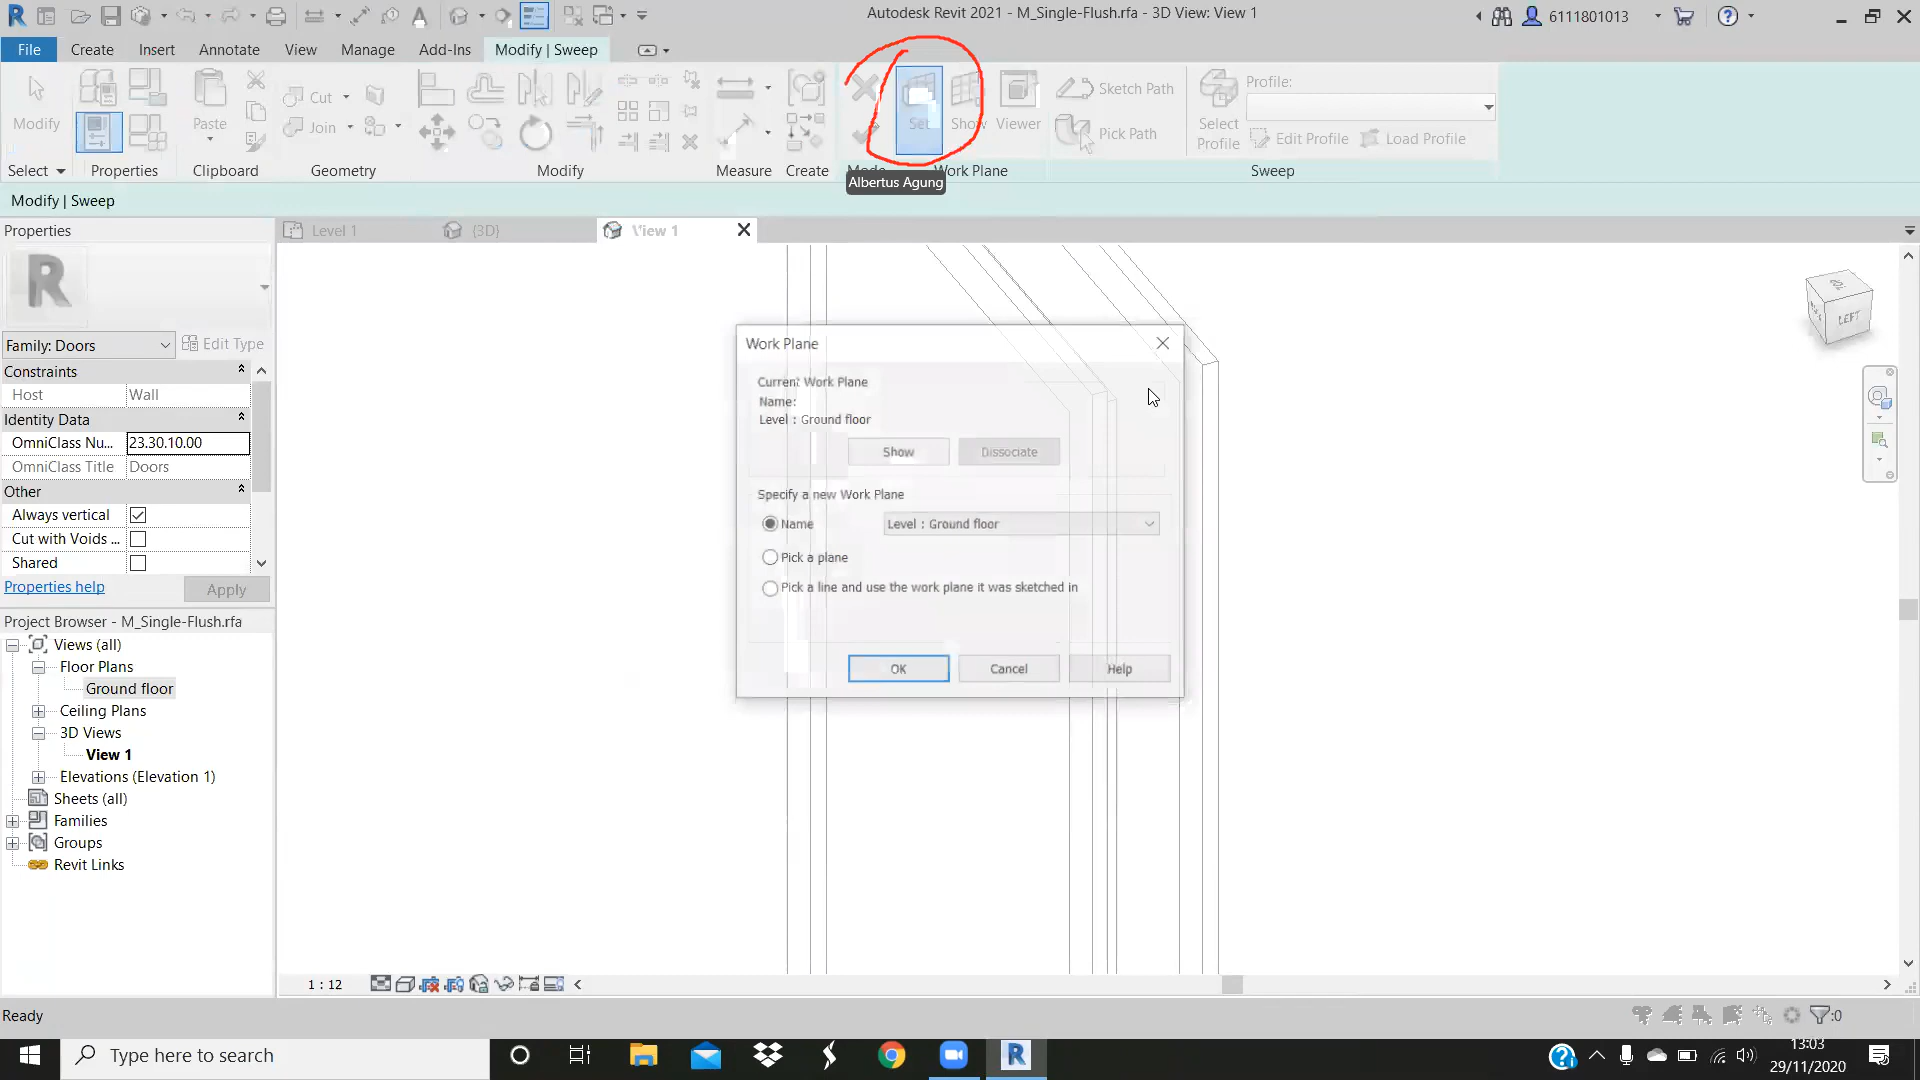 Autodesk Revit 2021 - M_Single-Flush.rfa - 3D View: View 1
6111801013
File Create Insert Annotate View Manage Add-Ins Modify | Sweep
Modify
Paste
Cut
Join
Set
Show
Viewer
Sketch Path
Pick Path
Select
Profile
Profile:
Edit Profile
Load Profile
Select Properties Clipboard Geometry Modify Measure Create Mode Work Plane Sweep
Albertus Agung
Modify | Sweep
Properties
Level 1
{3D}
View 1
R
Family: Doors
Edit Type
Constraints
Host Wall
Identity Data
OmniClass Nu... 23.30.10.00
OmniClass Title Doors
Other
Always vertical
Cut with Voids ...
Shared
Properties help
Apply
Project Browser - M_Single-Flush.rfa
Views (all)
Floor Plans
Ground floor
Ceiling Plans
3D Views
View 1
Elevations (Elevation 1)
Sheets (all)
Families
Groups
Revit Links
Work Plane
Current Work Plane
Name:
Level : Ground floor
Show
Dissociate
Specify a new Work Plane
Name
Level : Ground floor
Pick a plane
Pick a line and use the work plane it was sketched in
OK
Cancel
Help
LEFT
1 : 12
Ready
:0
Type here to search
13:03
29/11/2020